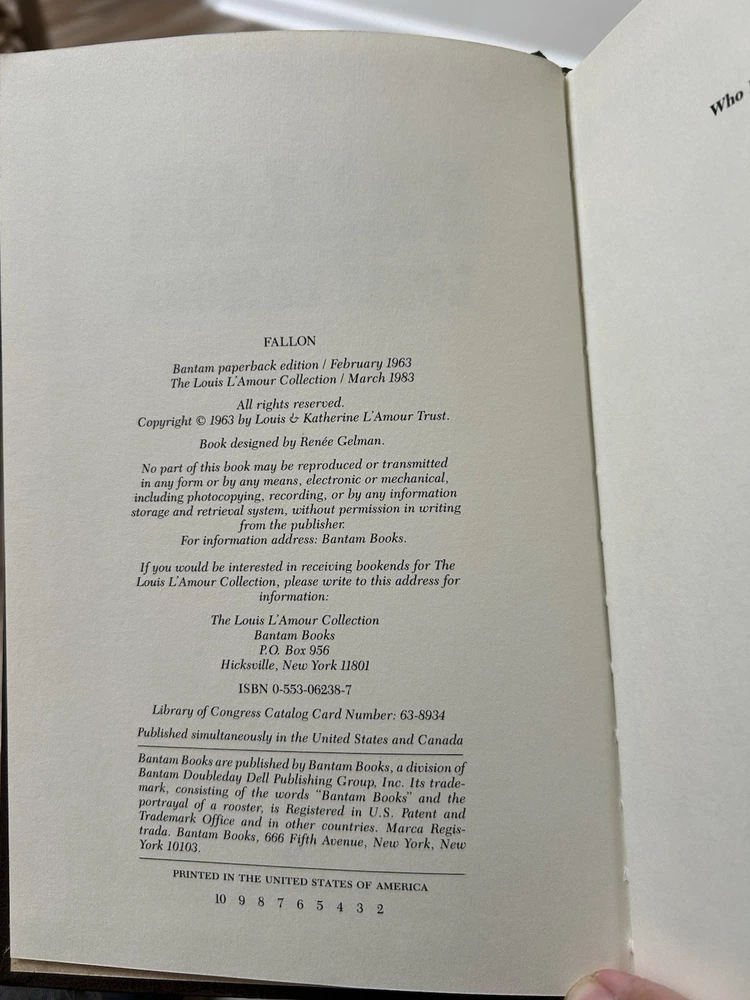 FALLON
Bantam paperback edition / February 1963
The Louis L'Amour Collection / March 1983
All rights reserved.
Copyright © 1963 by Louis & Katherine L'Amour Trust.
Book designed by Renée Gelman.
No part of this book may be reproduced or transmitted
in any form or by any means, electronic or mechanical,
including photocopying, recording, or by any information
storage and retrieval system, without permission in writing
from the publisher.
For information address: Bantam Books.
If you would be interested in receiving bookends for The
Louis L'Amour Collection, please write to this address for
information:
The Louis L'Amour Collection
Bantam Books
P.O. Box 956
Hicksville, New York 11801
ISBN 0-553-06238-7
Library of Congress Catalog Card Number: 63-8934
Published simultaneously in the United States and Canada
Bantam Books are published by Bantam Books, a division of
Bantam Doubleday Dell Publishing Group, Inc. Its trade-
mark, consisting of the words "Bantam Books" and the
portrayal of a rooster, is Registered in U.S. Patent and
Trademark Office and in other countries. Marca Regis-
trada. Bantam Books, 666 Fifth Avenue, New York, New
York 10103.
PRINTED IN THE UNITED STATES OF AMERICA
10 9 8 7 6 5 4 3 2
Who